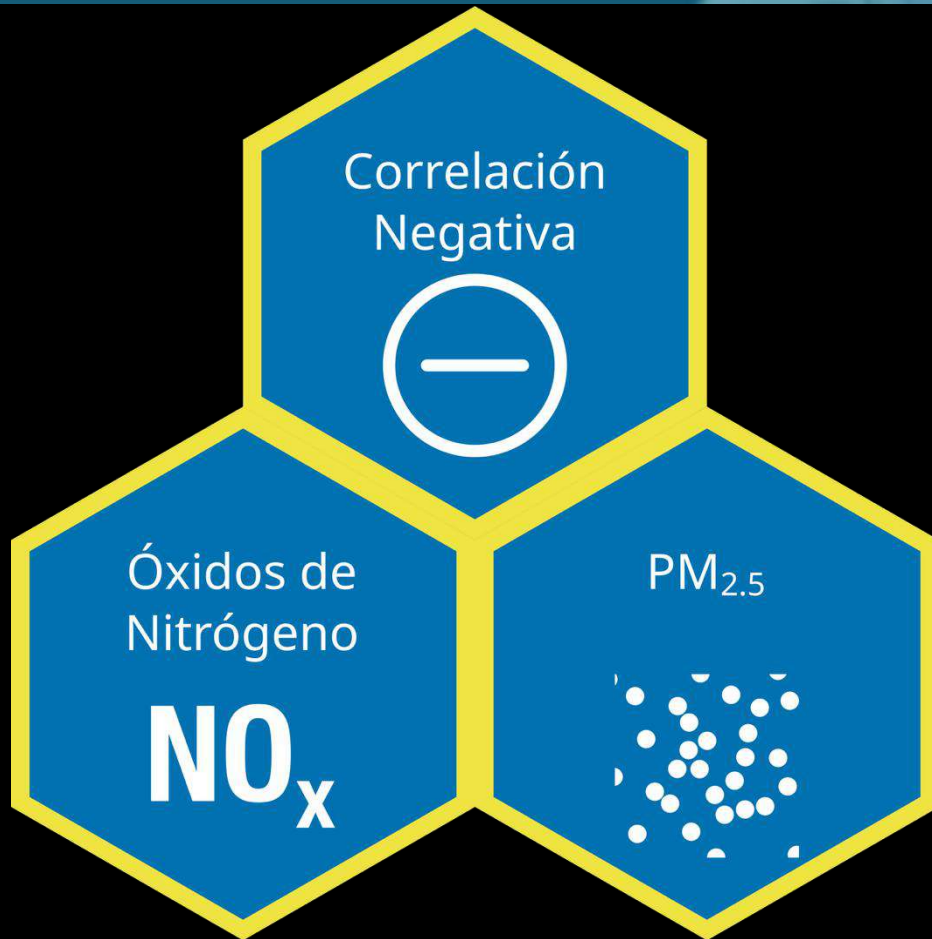 Correlación
Negativa
Óxidos de
Nitrógeno
NOₓ
PM₂.₅